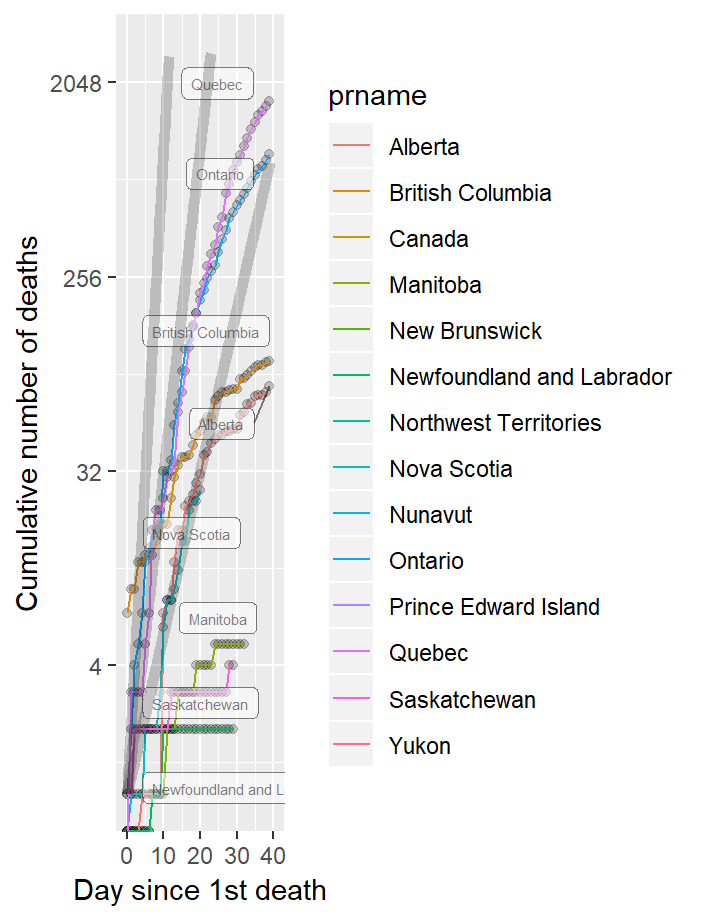 2048
256
32
4
Cumulative number of deaths
Quebec
Ontario
British Columbia
Alberta
Nova Scotia
Manitoba
Saskatchewan
Newfoundland and L
0 10 20 30 40
Day since 1st death
prname
Alberta
British Columbia
Canada
Manitoba
New Brunswick
Newfoundland and Labrador
Northwest Territories
Nova Scotia
Nunavut
Ontario
Prince Edward Island
Quebec
Saskatchewan
Yukon